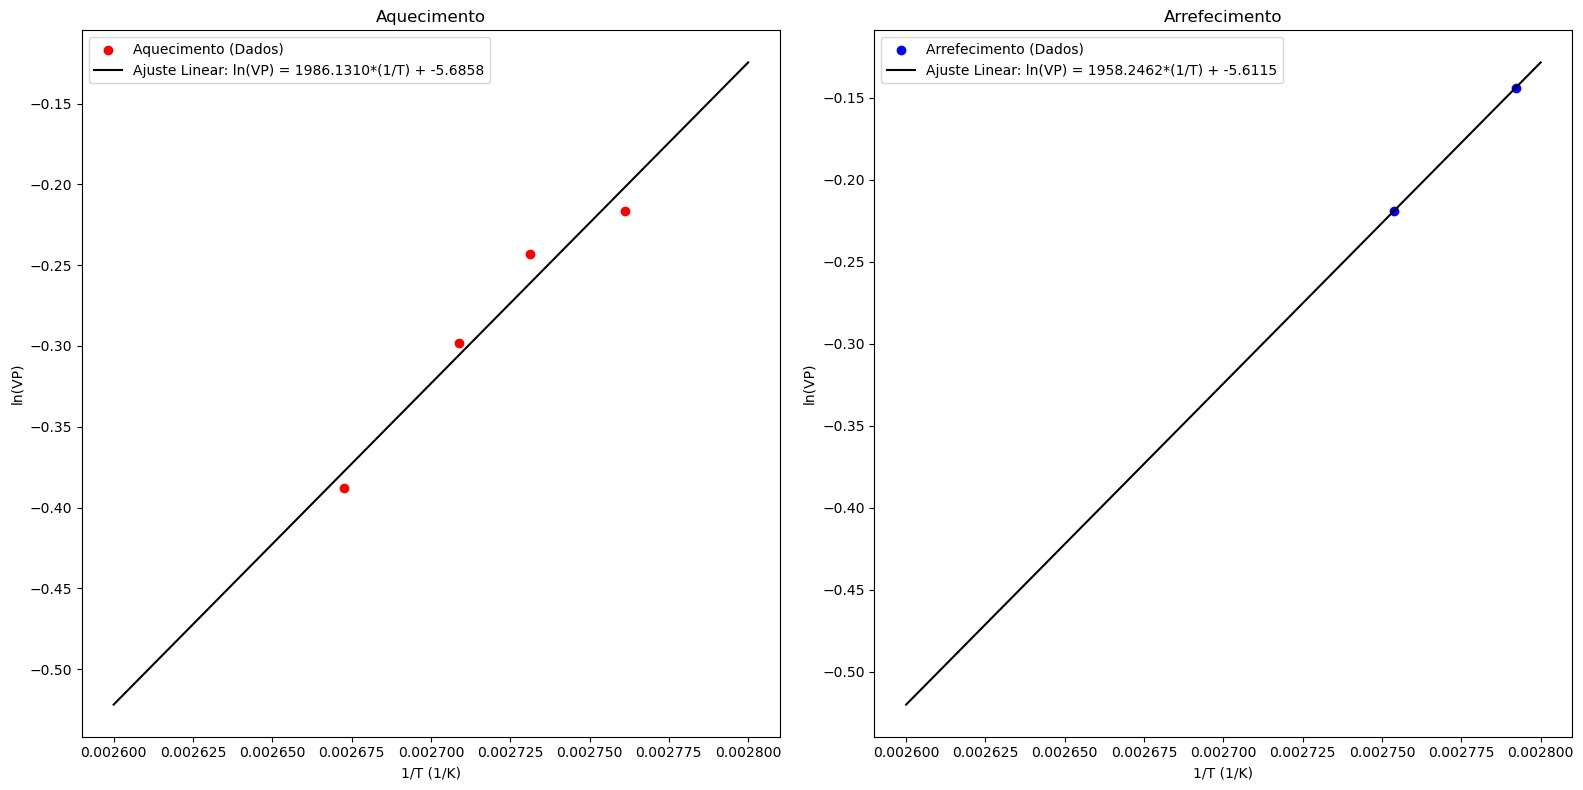 Aquecimento
Aquecimento (Dados)
Ajuste Linear: ln(VP) = 1986.1310*(1/T) + -5.6858
ln(VP)
−0.15
−0.20
−0.25
−0.30
−0.35
−0.40
−0.45
−0.50
0.002600 0.002625 0.002650 0.002675 0.002700 0.002725 0.002750 0.002775 0.002800
1/T (1/K)
Arrefecimento
Arrefecimento (Dados)
Ajuste Linear: ln(VP) = 1958.2462*(1/T) + -5.6115
ln(VP)
−0.15
−0.20
−0.25
−0.30
−0.35
−0.40
−0.45
−0.50
0.002600 0.002625 0.002650 0.002675 0.002700 0.002725 0.002750 0.002775 0.002800
1/T (1/K)